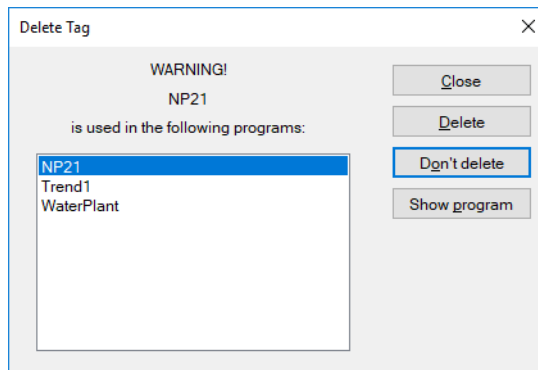 Delete Tag
WARNING!
NP21
is used in the following programs:
NP21
Trend1
WaterPlant
Close
Delete
Don't delete
Show program